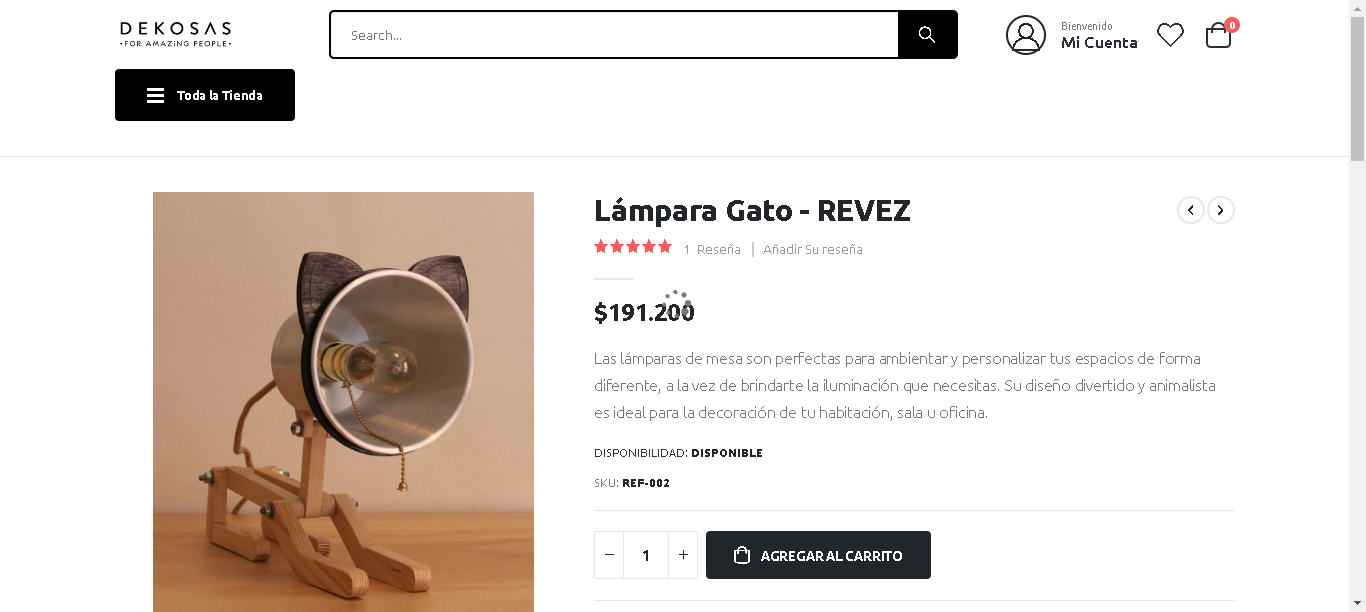 DEKOSAS
•FOR AMAZING PEOPLE•
Search...
Bienvenido
Mi Cuenta
0
Toda la Tienda
Lámpara Gato - REVEZ
1 Reseña | Añadir Su reseña
$191.200
Las lámparas de mesa son perfectas para ambientar y personalizar tus espacios de forma
diferente, a la vez de brindarte la iluminación que necesitas. Su diseño divertido y animalista
es ideal para la decoración de tu habitación, sala u oficina.
DISPONIBILIDAD: DISPONIBLE
SKU: REF-002
− 1 + AGREGAR AL CARRITO